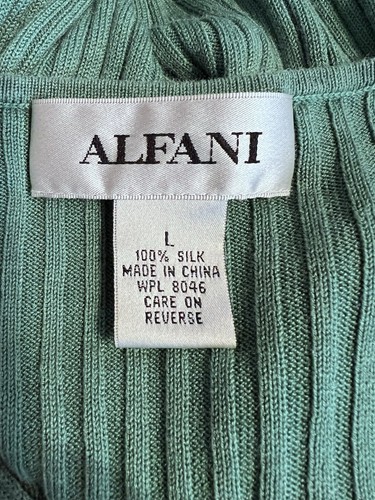 ALFANI
L
100% SILK
MADE IN CHINA
WPL 8046
CARE ON
REVERSE